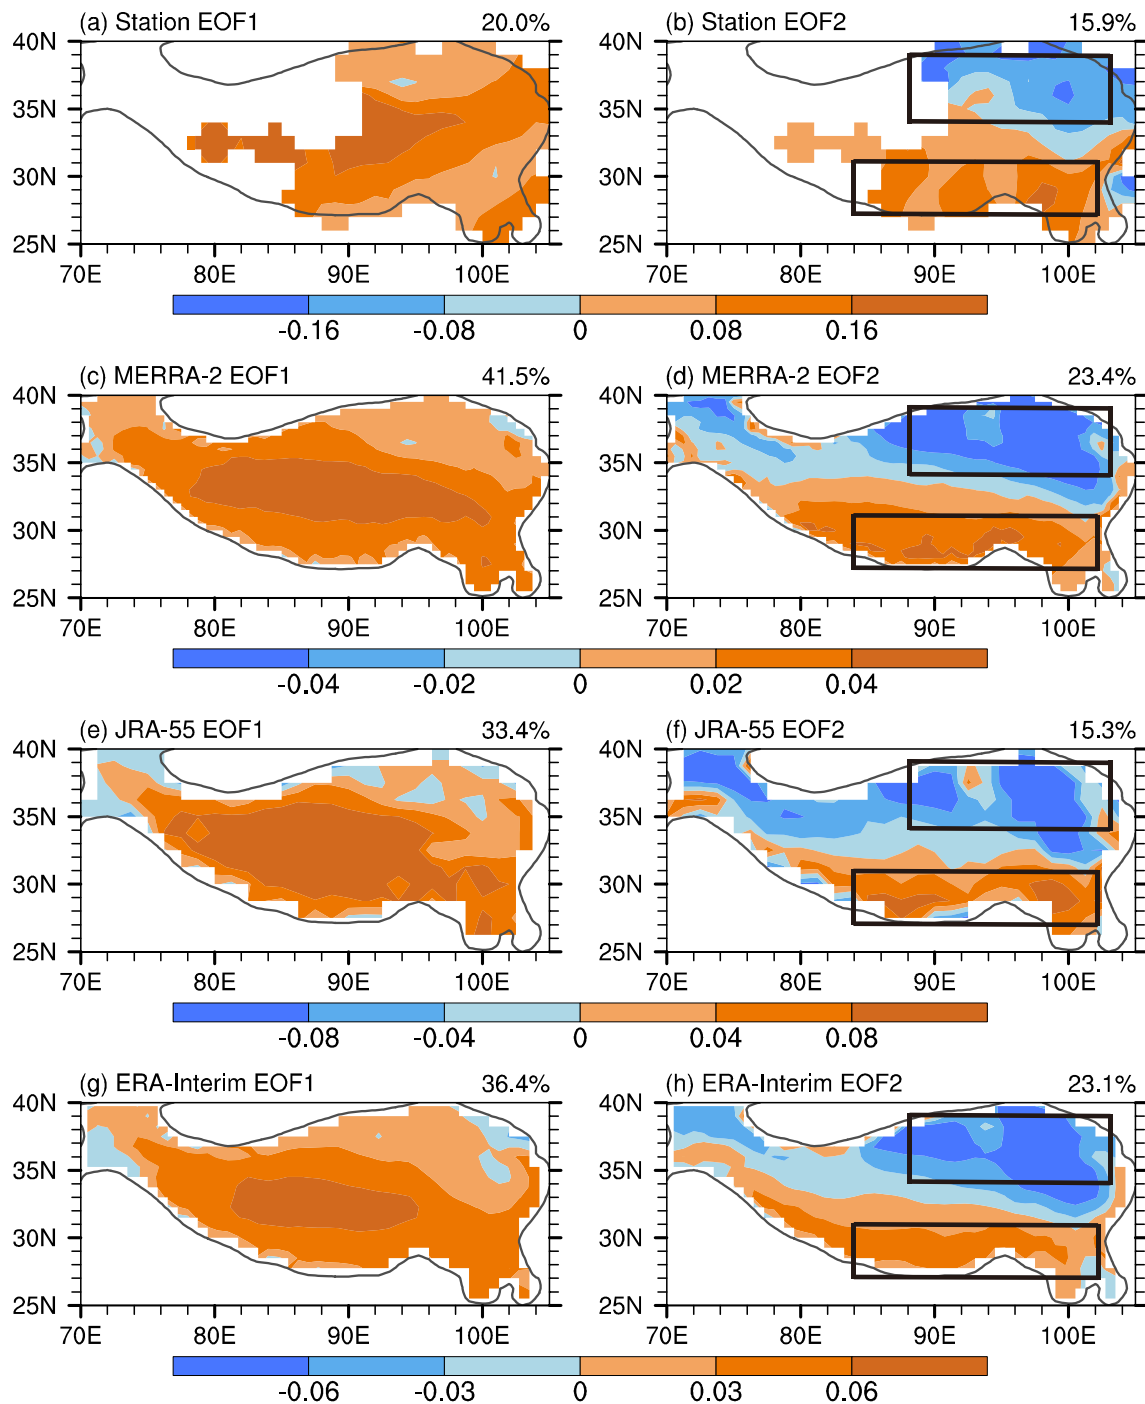 (a) Station EOF1 20.0% (b) Station EOF2 15.9%
40N 40N
35N 35N
30N 30N
25N 25N
70E 80E 90E 100E 70E 80E 90E 100E
-0.16 -0.08 0 0.08 0.16
(c) MERRA-2 EOF1 41.5% (d) MERRA-2 EOF2 23.4%
40N 40N
35N 35N
30N 30N
25N 25N
70E 80E 90E 100E 70E 80E 90E 100E
-0.04 -0.02 0 0.02 0.04
(e) JRA-55 EOF1 33.4% (f) JRA-55 EOF2 15.3%
40N 40N
35N 35N
30N 30N
25N 25N
70E 80E 90E 100E 70E 80E 90E 100E
-0.08 -0.04 0 0.04 0.08
(g) ERA-Interim EOF1 36.4% (h) ERA-Interim EOF2 23.1%
40N 40N
35N 35N
30N 30N
25N 25N
70E 80E 90E 100E 70E 80E 90E 100E
-0.06 -0.03 0 0.03 0.06